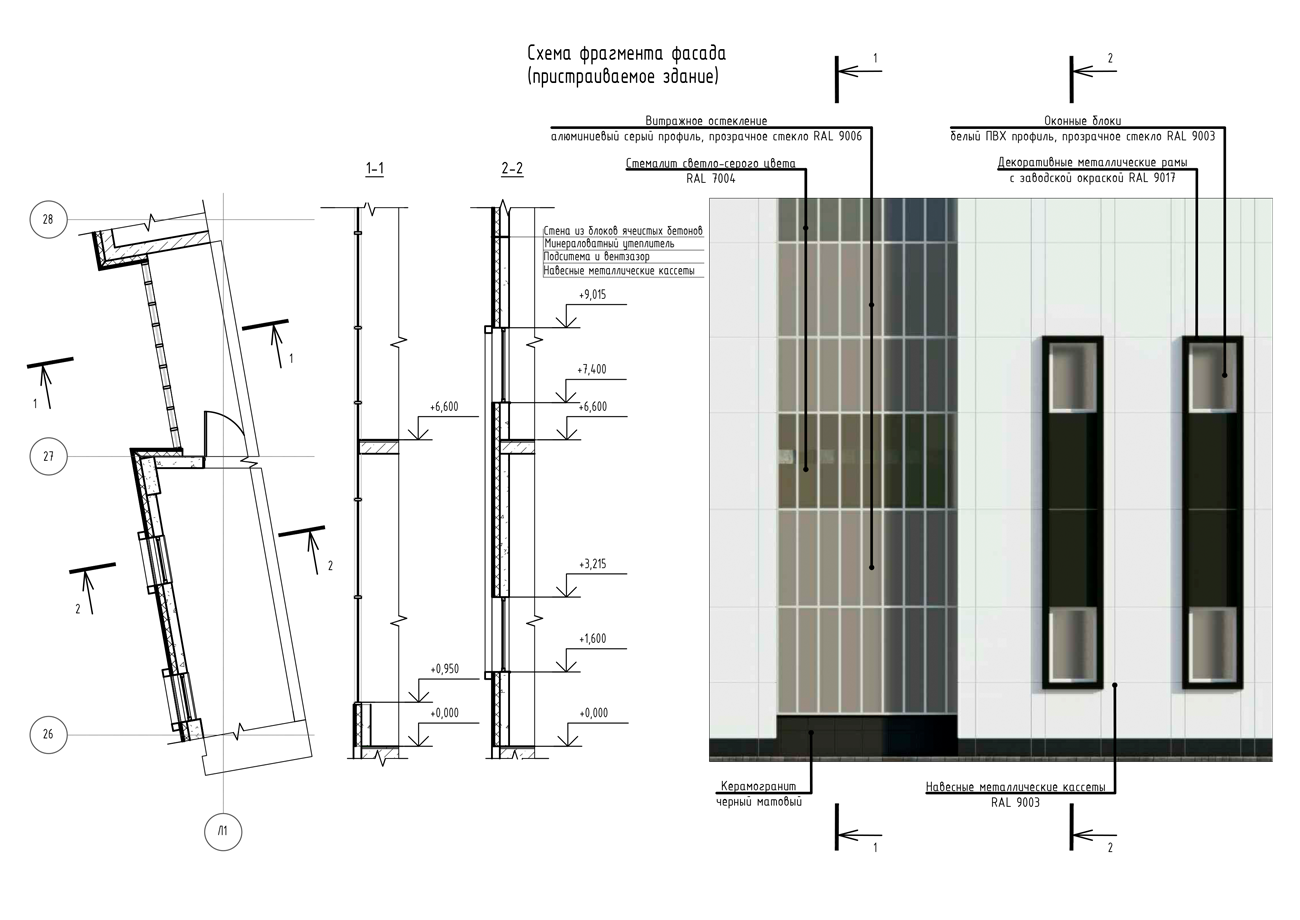 Схема фрагмента фасада
(пристраиваемое здание)
1
2
Витражное остекление
алюминиевый серый профиль, прозрачное стекло RAL 9006
Оконные блоки
белый ПВХ профиль, прозрачное стекло RAL 9003
Стемалит светло-серого цвета
RAL 7004
Декоративные металлические рамы
с заводской окраской RAL 9017
1-1
2-2
28
Стена из блоков ячеистых бетонов
Минераловатный утеплитель
Подситема и вентзазор
Навесные металлические кассеты
+9,015
1
1
+7,400
+6,600
+6,600
27
2
2
+3,215
+1,600
+0,950
+0,000
+0,000
26
Керамогранит
черный матовый
Навесные металлические кассеты
RAL 9003
Л1
1
2